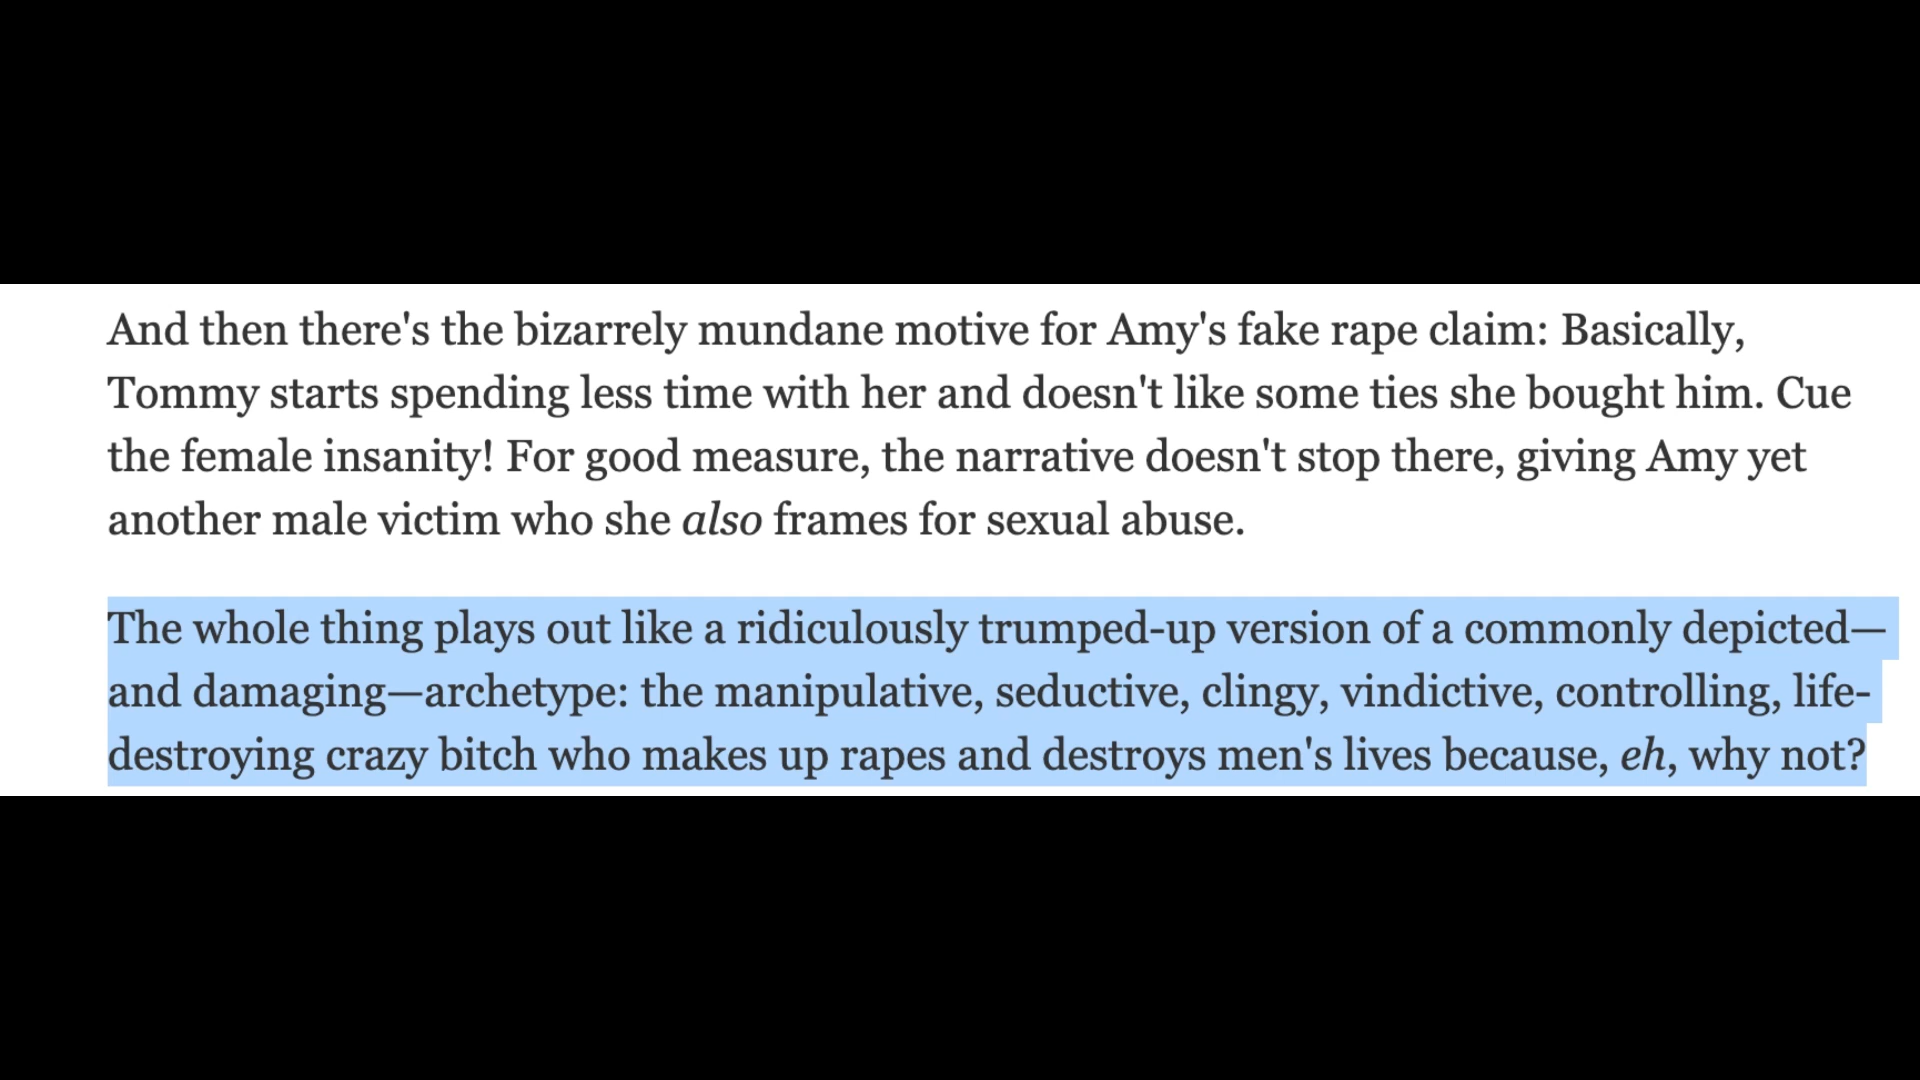 And then there's the bizarrely mundane motive for Amy's fake rape claim: Basically,
Tommy starts spending less time with her and doesn't like some ties she bought him. Cue
the female insanity! For good measure, the narrative doesn't stop there, giving Amy yet
another male victim who she also frames for sexual abuse.
The whole thing plays out like a ridiculously trumped-up version of a commonly depicted—
and damaging—archetype: the manipulative, seductive, clingy, vindictive, controlling, life-
destroying crazy bitch who makes up rapes and destroys men's lives because, eh, why not?